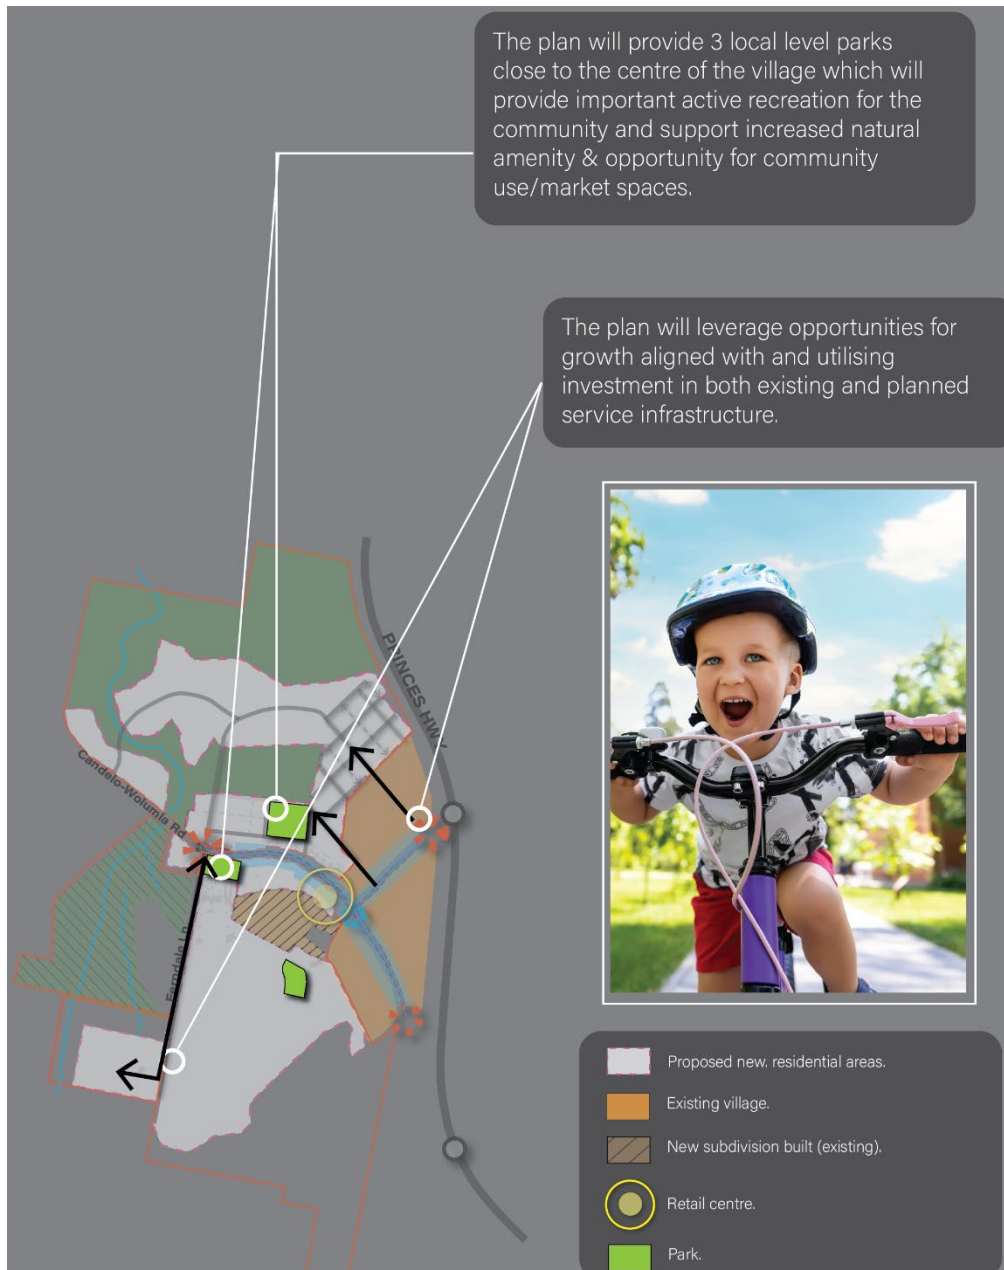 The plan will provide 3 local level parks
close to the centre of the village which will
provide important active recreation for the
community and support increased natural
amenity & opportunity for community
use/market spaces.
The plan will leverage opportunities for
growth aligned with and utilising
investment in both existing and planned
service infrastructure.
PRINCES HWY
Candelo-Wolumla Rd
Ferndale Ln
Proposed new. residential areas.
Existing village.
New subdivision built (existing).
Retail centre.
Park.